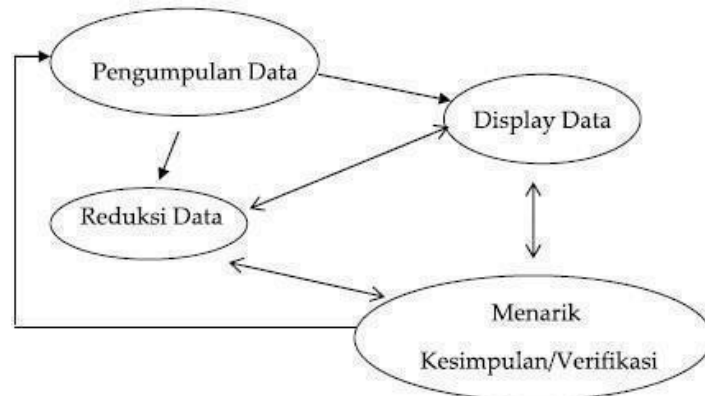 Pengumpulan Data
Display Data
Reduksi Data
Menarik
Kesimpulan/Verifikasi